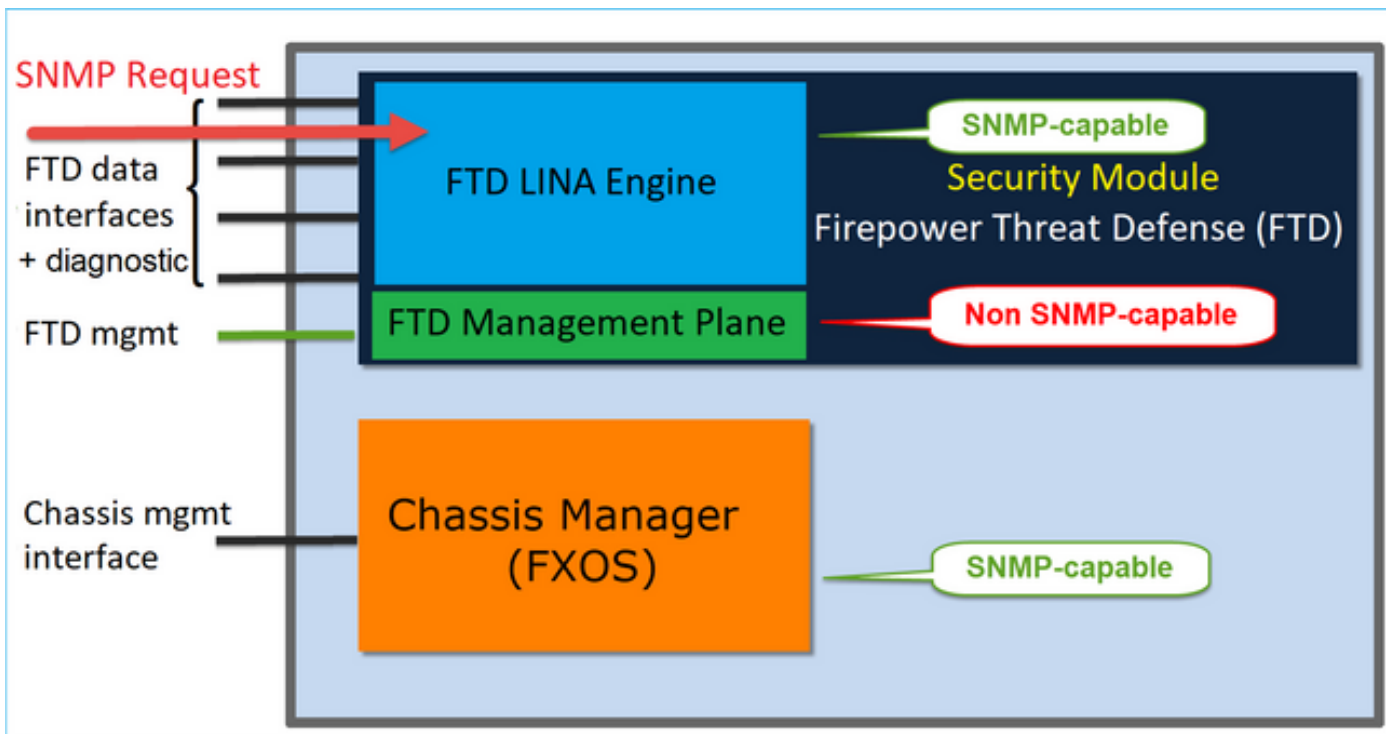 SNMP Request
FTD data
interfaces
+ diagnostic
FTD mgmt
Chassis mgmt
interface
FTD LINA Engine
FTD Management Plane
SNMP-capable
Security Module
Firepower Threat Defense (FTD)
Non SNMP-capable
Chassis Manager
(FXOS)
SNMP-capable